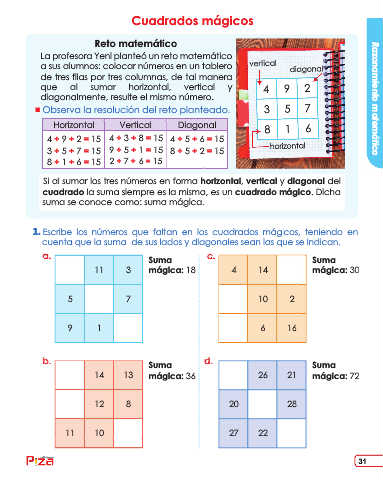 Cuadrados mágicos
Reto matemático
La profesora Yeni planteó un reto matemático
a sus alumnos: colocar números en un tablero
de tres filas por tres columnas, de tal manera
que al sumar horizontal, vertical y
diagonalmente, resulte el mismo número.
Observa la resolución del reto planteado.
Horizontal Vertical Diagonal
4 + 9 + 2 = 15 4 + 3 + 8 = 15 4 + 5 + 6 = 15
3 + 5 + 7 = 15 9 + 5 + 1 = 15 8 + 5 + 2 = 15
8 + 1 + 6 = 15 2 + 7 + 6 = 15
vertical
diagonal
4 9 2
3 5 7
8 1 6
horizontal
Razonamiento matemático
Si al sumar los tres números en forma horizontal, vertical y diagonal del
cuadrado la suma siempre es la misma, es un cuadrado mágico. Dicha
suma se conoce como: suma mágica.
1. Escribe los números que faltan en los cuadrados mágicos, teniendo en
cuenta que la suma de sus lados y diagonales sean las que se indican.
a.
11 3
5 7
9 1
Suma
mágica: 18
c.
4 14
10 2
6 16
Suma
mágica: 30
b.
14 13
12 8
11 10
Suma
mágica: 36
d.
26 21
20 28
27 22
Suma
mágica: 72
Piza
31